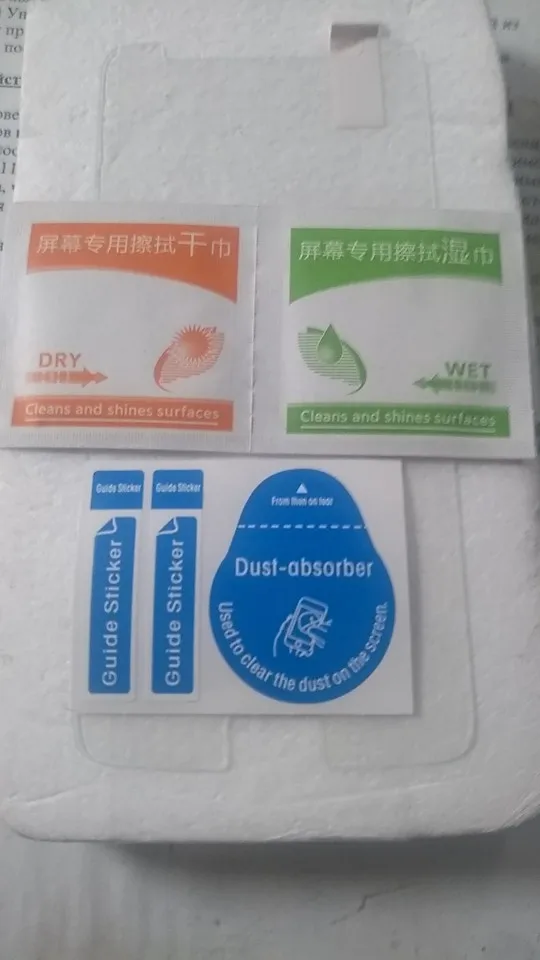 屏幕专用擦拭干巾
DRY
Cleans and shines surfaces
屏幕专用擦拭湿巾
WET
Cleans and shines surfaces
Guide Sticker
Guide Sticker
Guide Sticker
Guide Sticker
From then on tear
Dust-absorber
Used to clear the dust on the screen.